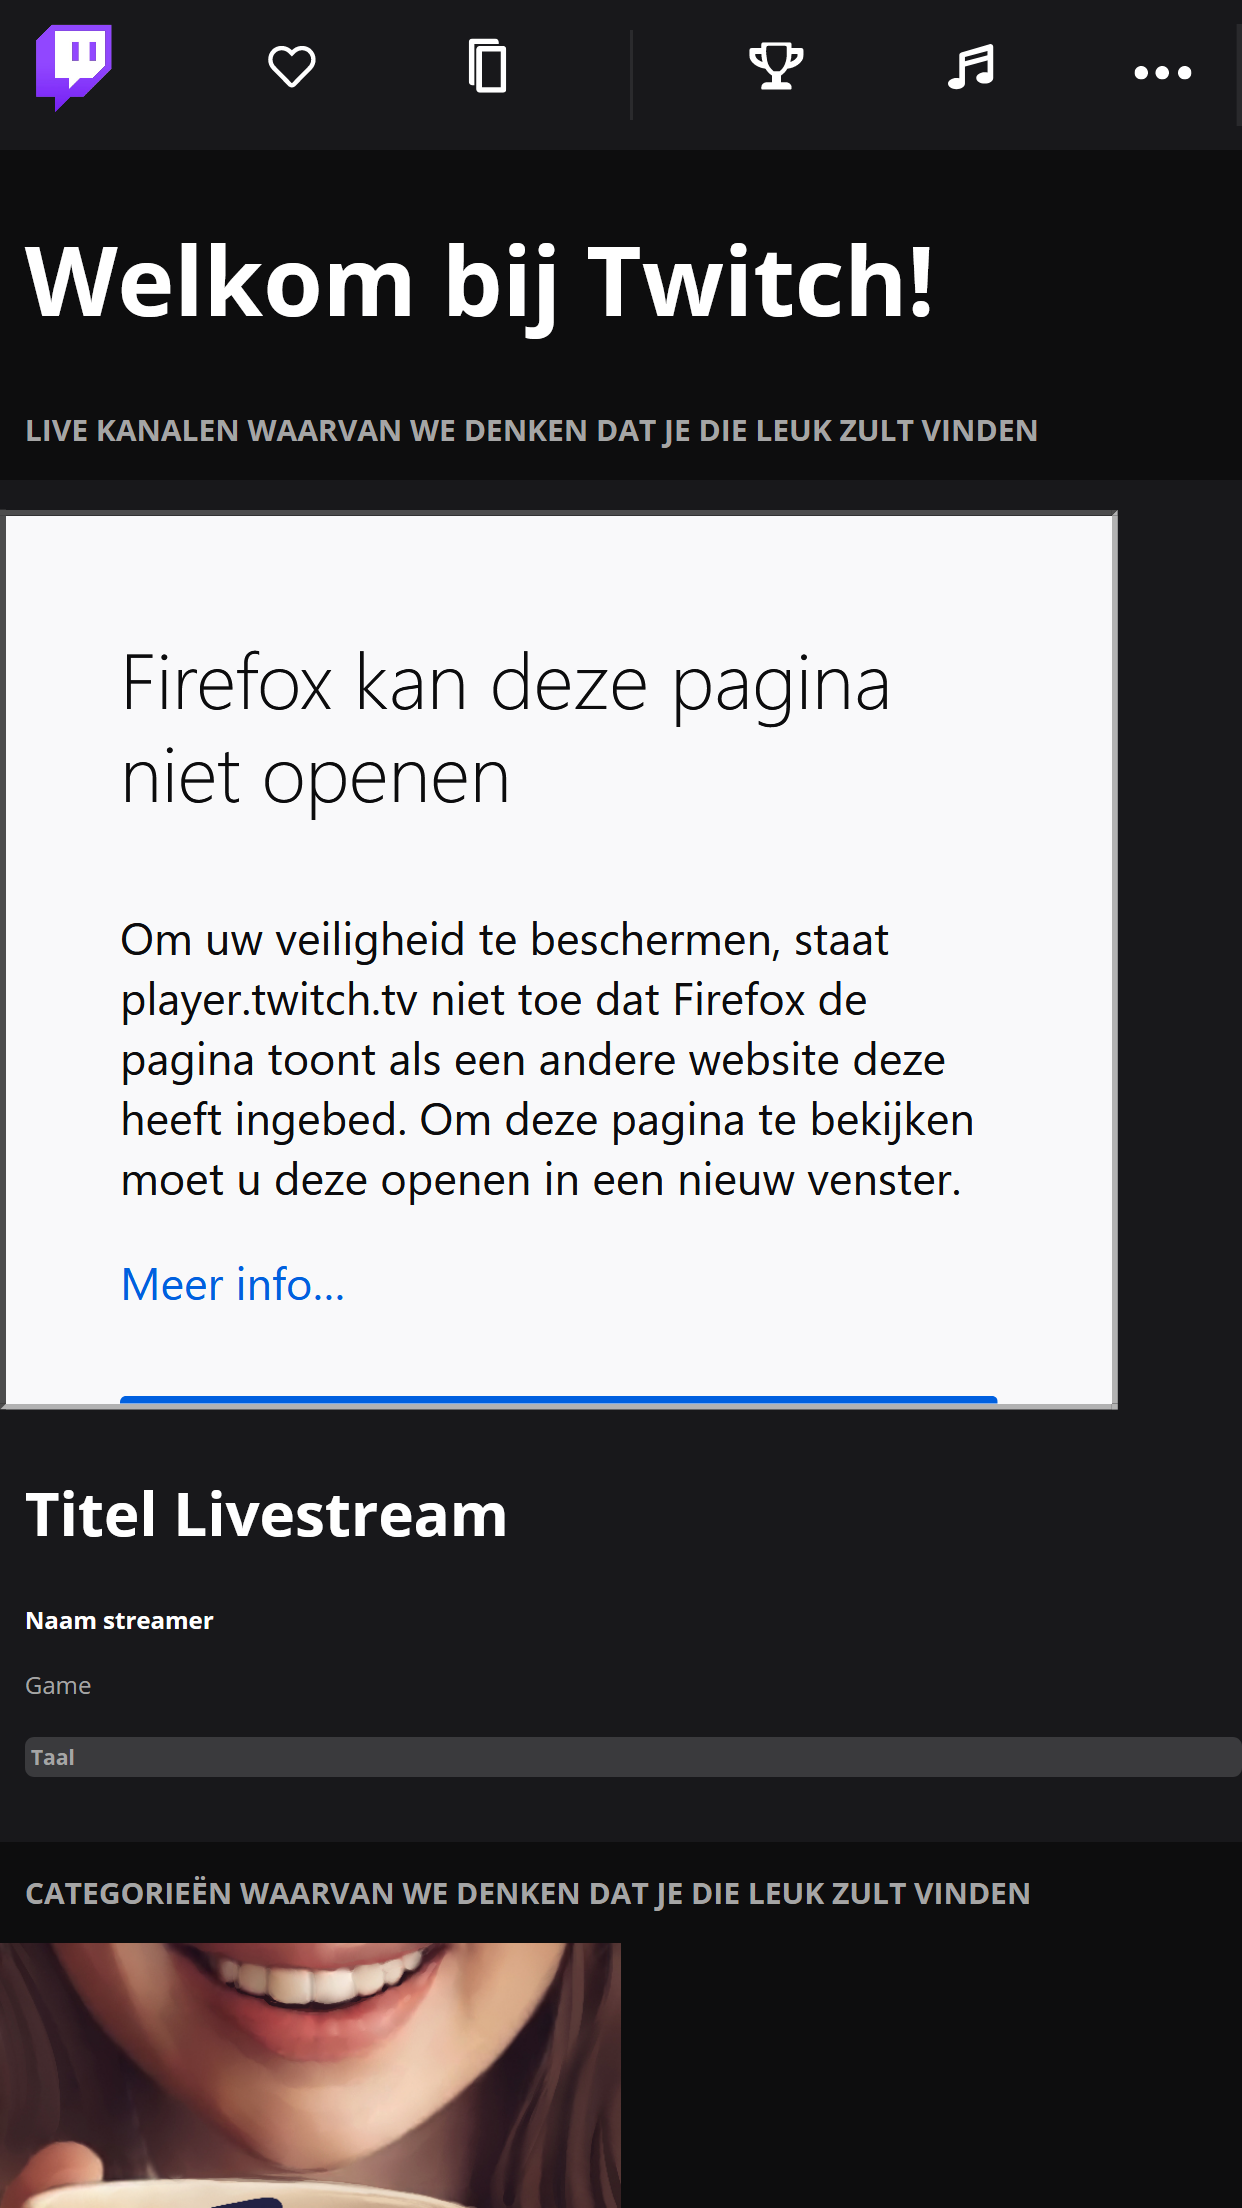 Welkom bij Twitch!
LIVE KANALEN WAARVAN WE DENKEN DAT JE DIE LEUK ZULT VINDEN
Firefox kan deze pagina
niet openen
Om uw veiligheid te beschermen, staat
player.twitch.tv niet toe dat Firefox de
pagina toont als een andere website deze
heeft ingebed. Om deze pagina te bekijken
moet u deze openen in een nieuw venster.
Meer info...
Titel Livestream
Naam streamer
Game
Taal
CATEGORIEËN WAARVAN WE DENKEN DAT JE DIE LEUK ZULT VINDEN